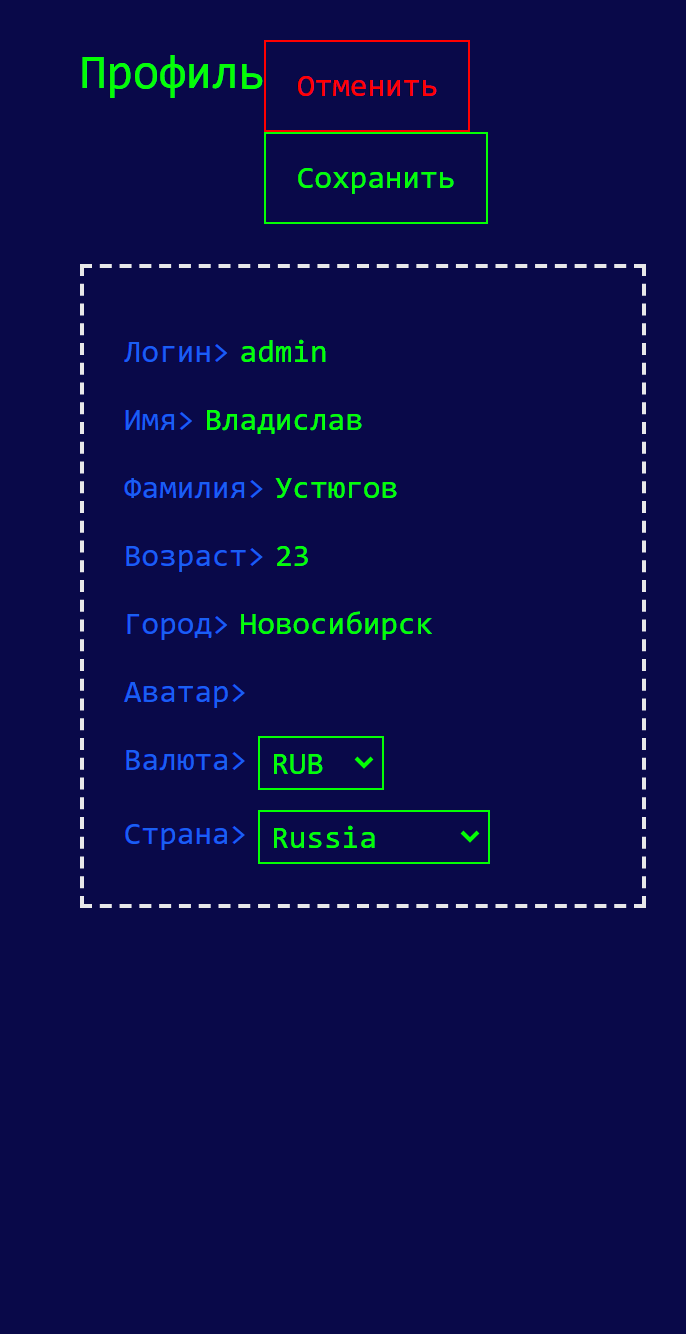 Профиль
Отменить
Сохранить
Логин> admin
Имя> Владислав
Фамилия> Устюгов
Возраст> 23
Город> Новосибирск
Аватар>
Валюта> RUB
Страна> Russia